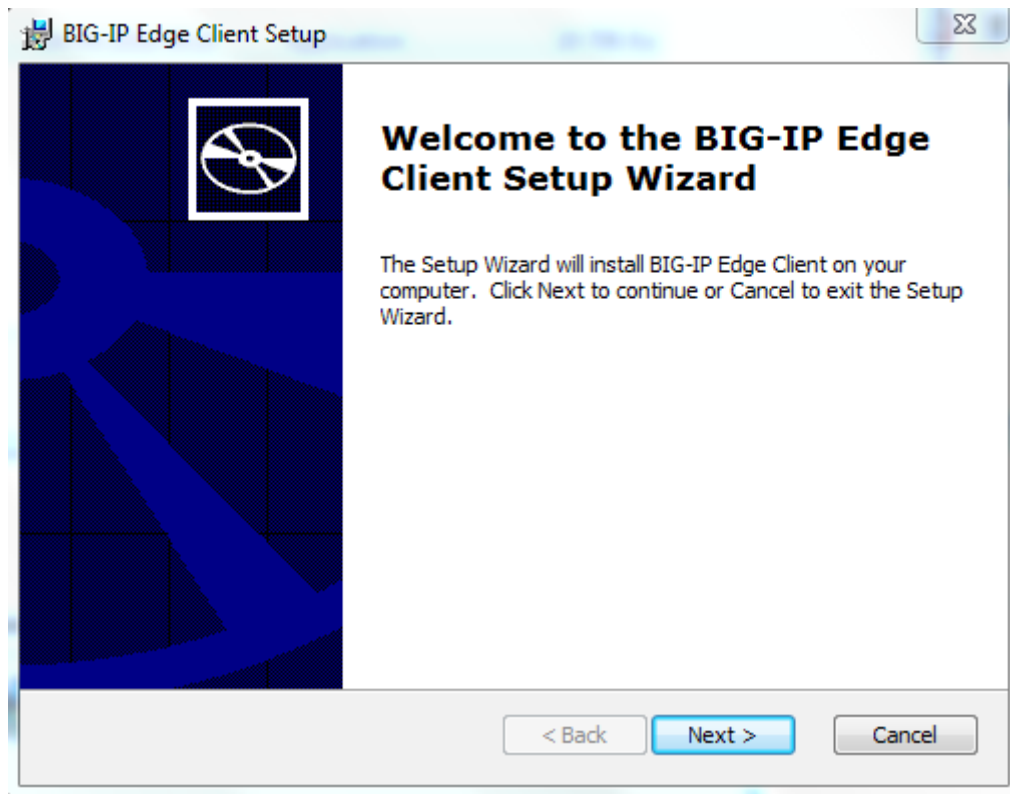 BIG-IP Edge Client Setup
Welcome to the BIG-IP Edge
Client Setup Wizard
The Setup Wizard will install BIG-IP Edge Client on your
computer. Click Next to continue or Cancel to exit the Setup
Wizard.
< Back Next > Cancel